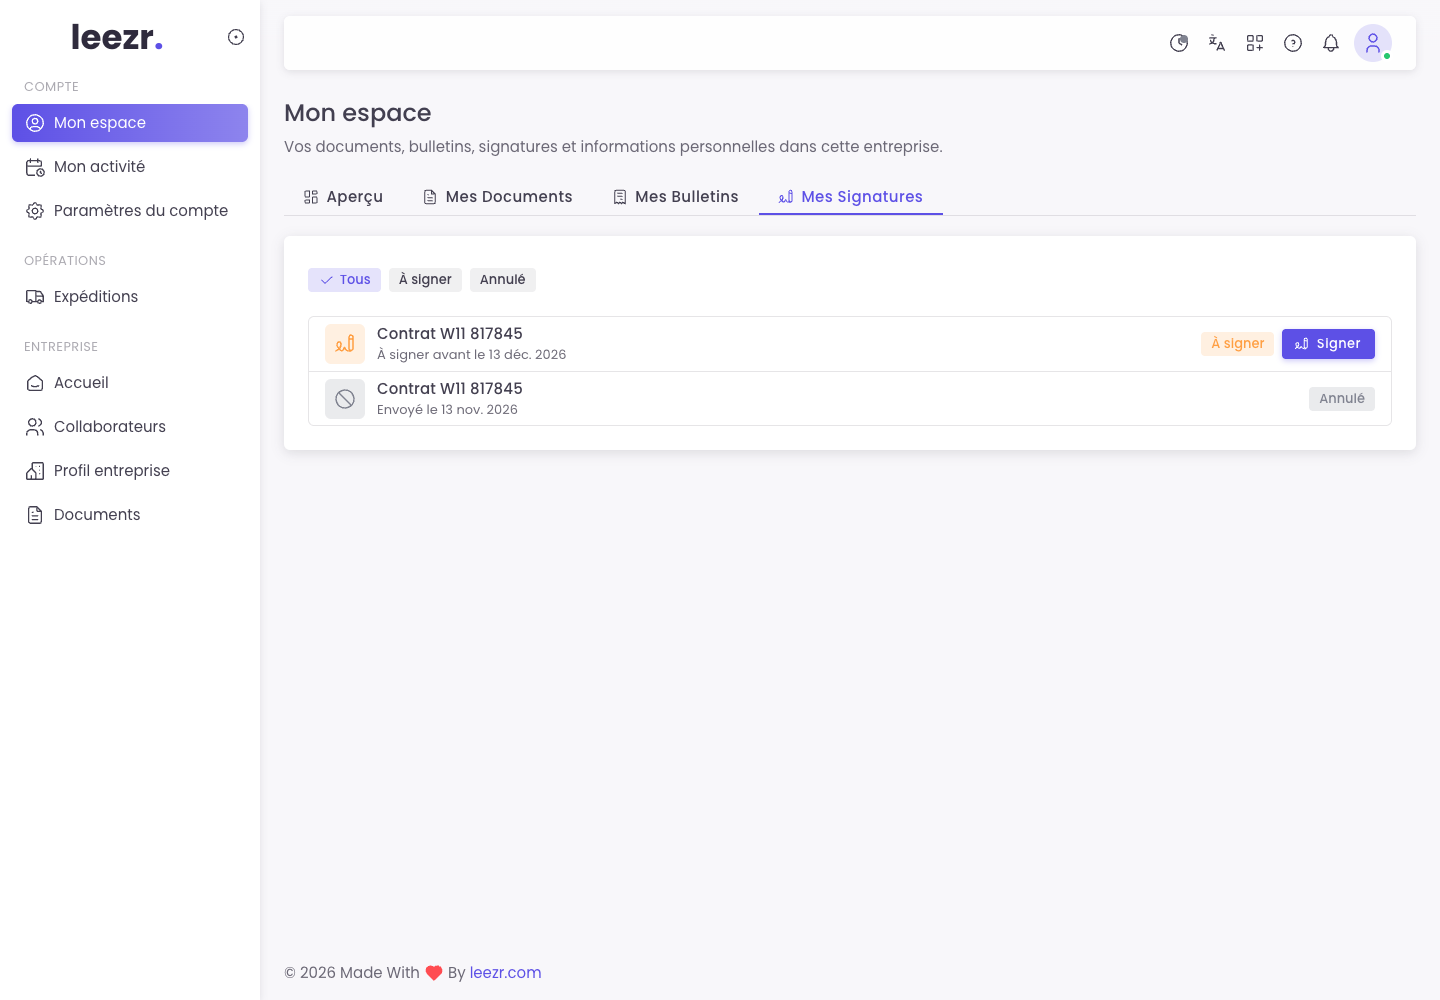 leezr.
COMPTE
Mon espace
Mon activité
Paramètres du compte
OPÉRATIONS
Expéditions
ENTREPRISE
Accueil
Collaborateurs
Profil entreprise
Documents
Mon espace
Vos documents, bulletins, signatures et informations personnelles dans cette entreprise.
Aperçu Mes Documents Mes Bulletins Mes Signatures
Tous À signer Annulé
Contrat W11 817845
À signer avant le 13 déc. 2026
À signer Signer
Contrat W11 817845
Envoyé le 13 nov. 2026
Annulé
© 2026 Made With ❤ By leezr.com